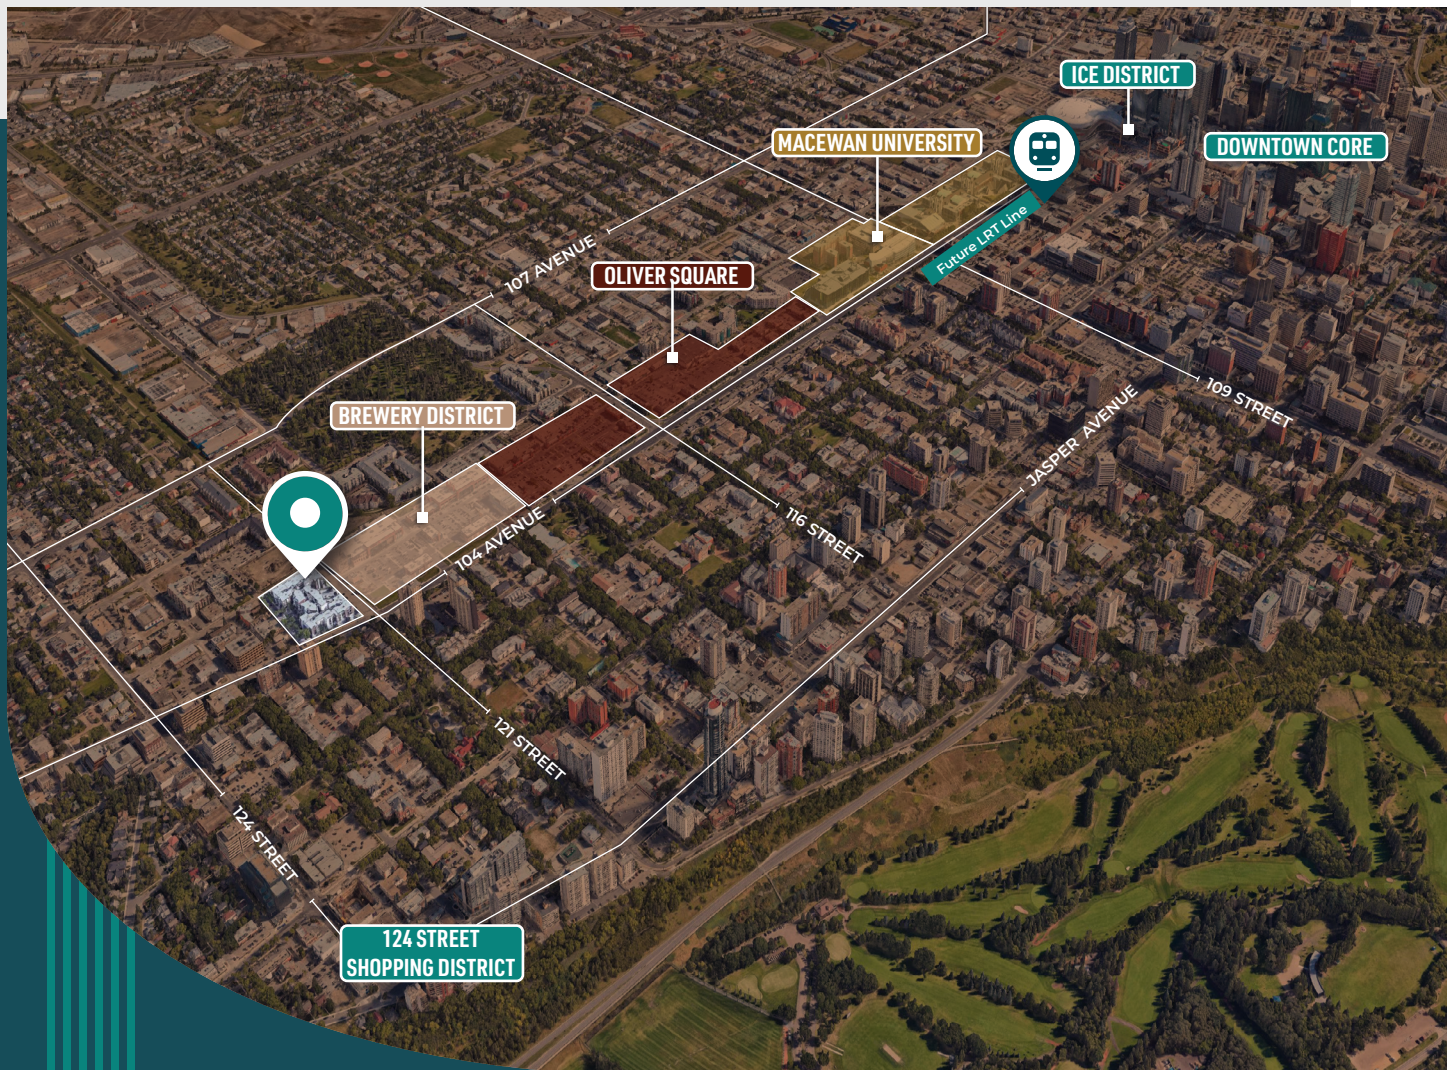 ICE DISTRICT
MACEWAN UNIVERSITY
DOWNTOWN CORE
Future LRT Line
107 AVENUE
OLIVER SQUARE
109 STREET
JASPER AVENUE
BREWERY DISTRICT
104 AVENUE
116 STREET
121 STREET
124 STREET
124 STREET
SHOPPING DISTRICT